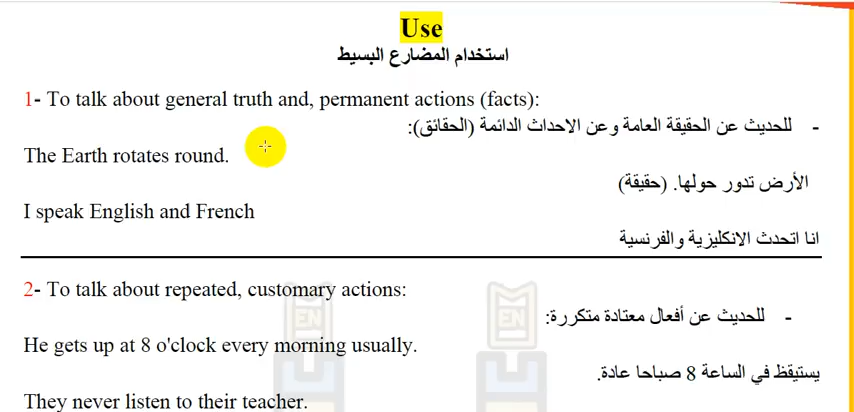 Use
استخدام المضارع البسيط
1- To talk about general truth and, permanent actions (facts):
- للحديث عن الحقيقة العامة وعن الاحداث الدائمة (الحقائق):
The Earth rotates round.
الأرض تدور حولها. (حقيقة)
I speak English and French
انا اتحدث الانكليزية والفرنسية
2- To talk about repeated, customary actions:
- للحديث عن أفعال معتادة متكررة:
He gets up at 8 o'clock every morning usually.
يستيقظ في الساعة 8 صباحا عادة.
They never listen to their teacher.
EN
EN